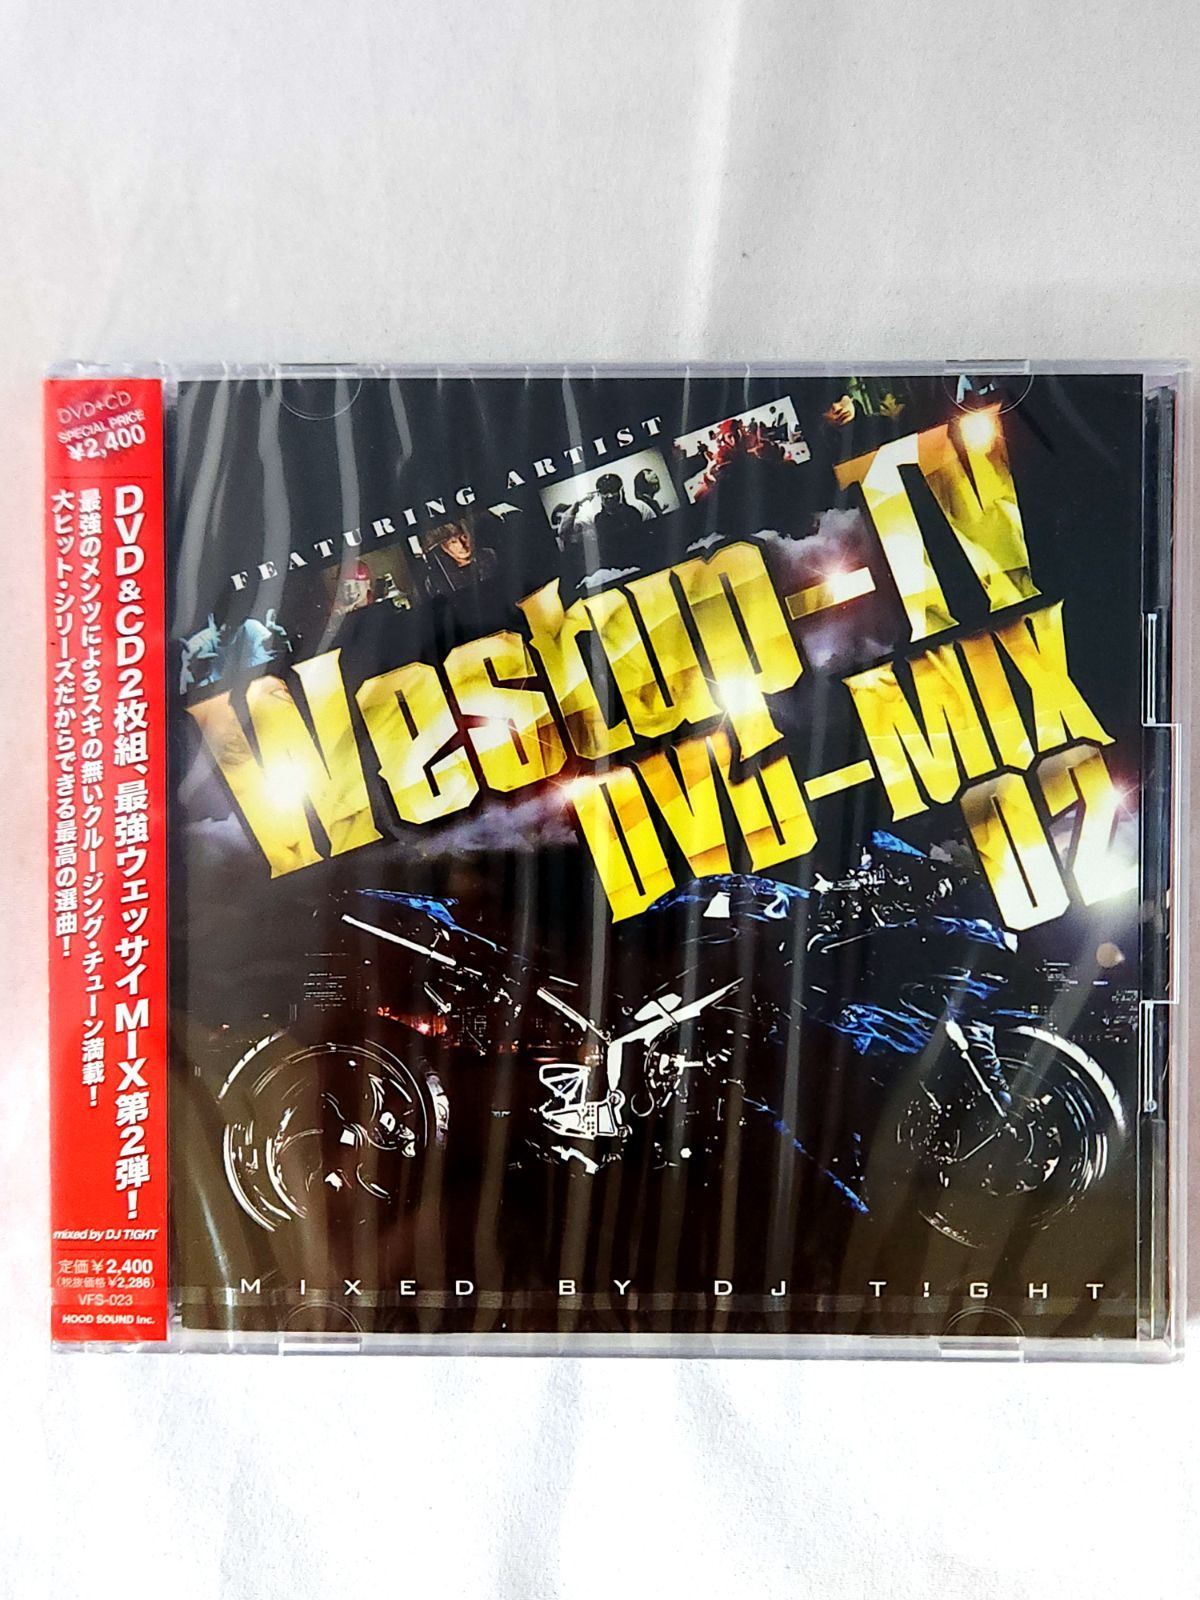 DVD+CD
SPECIAL PRICE
¥2,400
DVD&CD2枚組、最強ウェッサイMIX第2弾!
最強のメンツによるスキの無いクルージング・チューン満載!
大ヒット・シリーズだからできる最高の選曲!
mixed by DJ T!GHT
定価¥2,400
(税抜価格¥2,286)
VFS-023
HOOD SOUND Inc.
FEATURING ARTIST
Westup-TV
DVD-MIX
02
MIXED BY DJ T!GHT